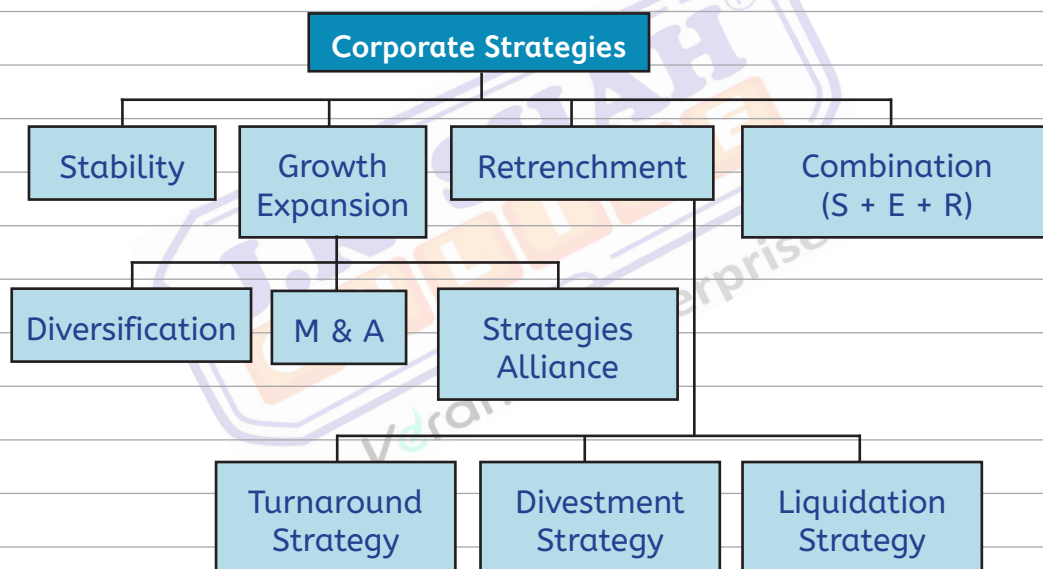 Corporate Strategies
Stability
Growth
Expansion
Retrenchment
Combination
(S + E + R)
Diversification
M & A
Strategies
Alliance
Turnaround
Strategy
Divestment
Strategy
Liquidation
Strategy